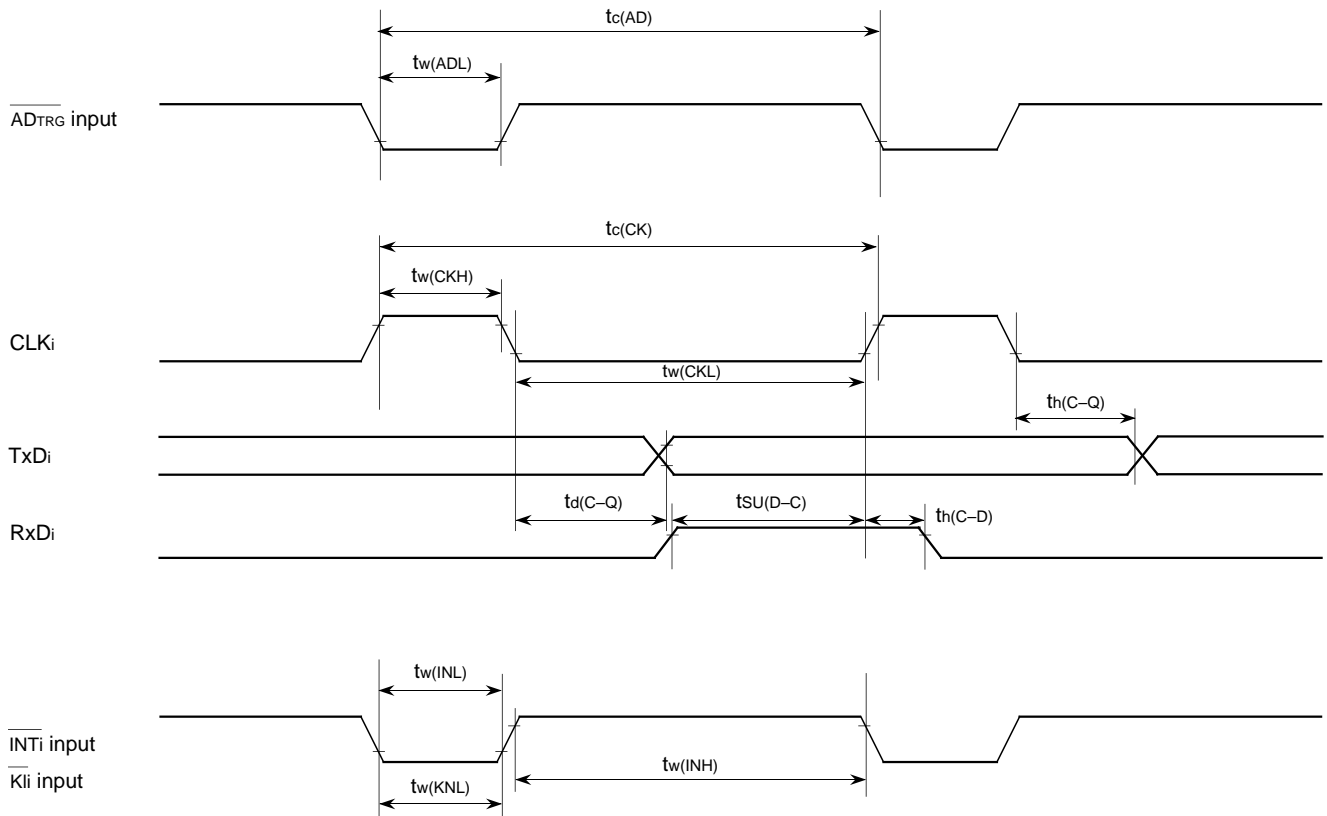 tc(AD)
tw(ADL)
ADTRG input
tc(CK)
tw(CKH)
CLKi
tw(CKL)
th(C–Q)
TxDi
td(C–Q)
tSU(D–C)
th(C–D)
RxDi
tw(INL)
INTi input
tw(INH)
KIi input
tw(KNL)